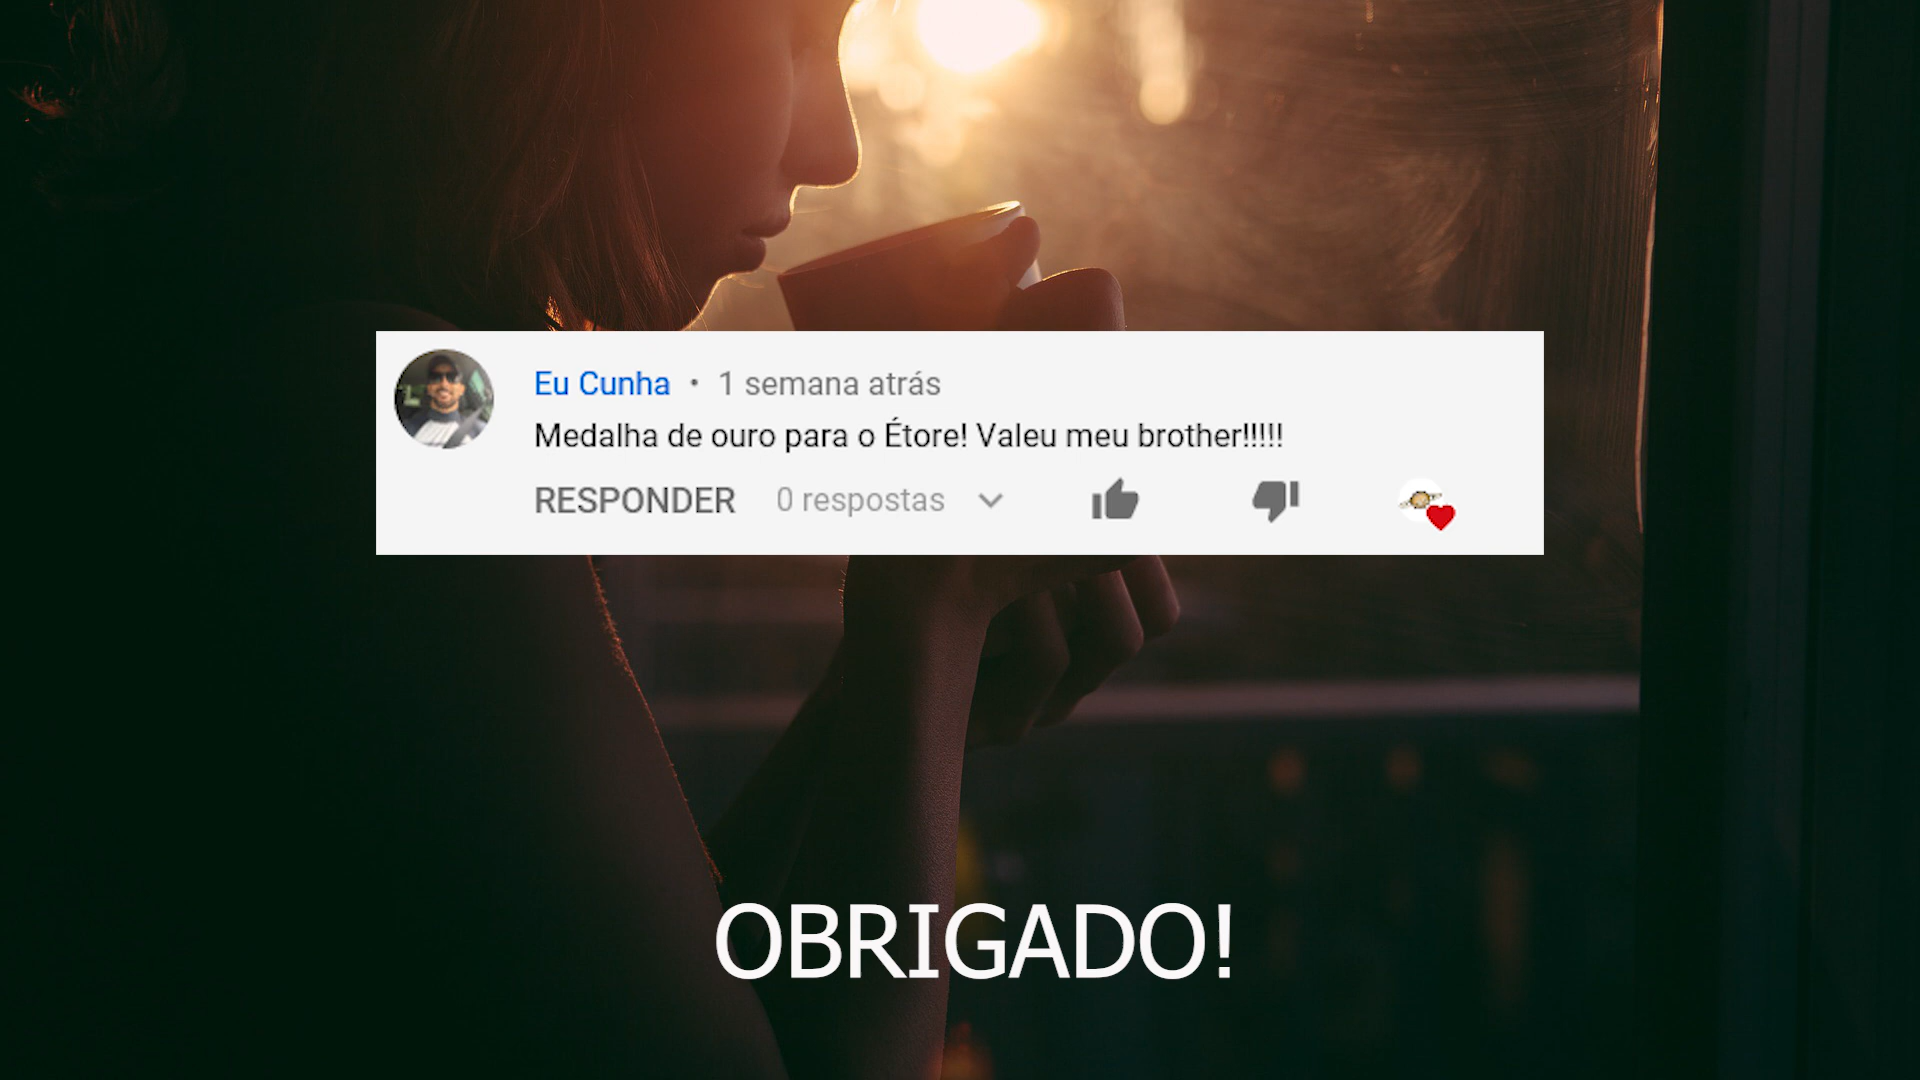 Eu Cunha • 1 semana atrás
Medalha de ouro para o Étore! Valeu meu brother!!!!!
RESPONDER 0 respostas
OBRIGADO!